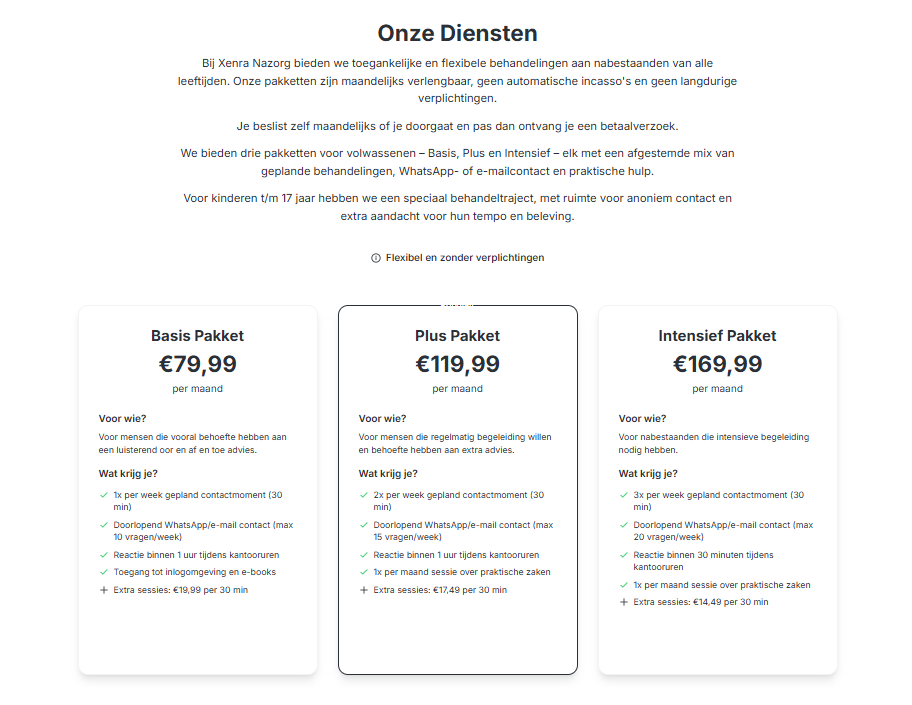 Onze Diensten
Bij Xenra Nazorg bieden we toegankelijke en flexibele behandelingen aan nabestaanden van alle
leeftijden. Onze pakketten zijn maandelijks verlengbaar, geen automatische incasso's en geen langdurige
verplichtingen.
Je beslist zelf maandelijks of je doorgaat en pas dan ontvang je een betaalverzoek.
We bieden drie pakketten voor volwassenen – Basis, Plus en Intensief – elk met een afgestemde mix van
geplande behandelingen, WhatsApp- of e-mailcontact en praktische hulp.
Voor kinderen t/m 17 jaar hebben we een speciaal behandeltraject, met ruimte voor anoniem contact en
extra aandacht voor hun tempo en beleving.
Flexibel en zonder verplichtingen
Basis Pakket
€79,99
per maand
Voor wie?
Voor mensen die vooral behoefte hebben aan
een luisterend oor en af en toe advies.
Wat krijg je?
1x per week gepland contactmoment (30
min)
Doorlopend WhatsApp/e-mail contact (max
10 vragen/week)
Reactie binnen 1 uur tijdens kantooruren
Toegang tot inlogomgeving en e-books
Extra sessies: €19,99 per 30 min
Plus Pakket
€119,99
per maand
Voor wie?
Voor mensen die regelmatig begeleiding willen
en behoefte hebben aan extra advies.
Wat krijg je?
2x per week gepland contactmoment (30
min)
Doorlopend WhatsApp/e-mail contact (max
15 vragen/week)
Reactie binnen 1 uur tijdens kantooruren
1x per maand sessie over praktische zaken
Extra sessies: €17,49 per 30 min
Intensief Pakket
€169,99
per maand
Voor wie?
Voor nabestaanden die intensieve begeleiding
nodig hebben.
Wat krijg je?
3x per week gepland contactmoment (30
min)
Doorlopend WhatsApp/e-mail contact (max
20 vragen/week)
Reactie binnen 30 minuten tijdens
kantooruren
1x per maand sessie over praktische zaken
Extra sessies: €14,49 per 30 min